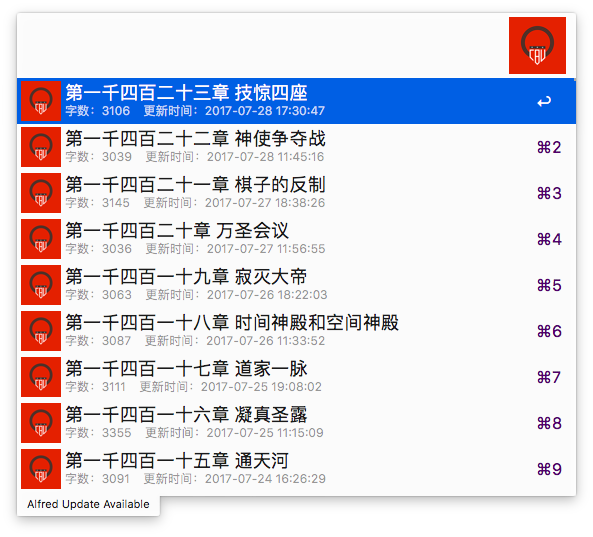 第一千四百二十三章 技惊四座
字数：3106 更新时间：2017-07-28 17:30:47
↩
第一千四百二十二章 神使争夺战
字数：3039 更新时间：2017-07-28 11:45:16
⌘2
第一千四百二十一章 棋子的反制
字数：3145 更新时间：2017-07-27 18:38:26
⌘3
第一千四百二十章 万圣会议
字数：3036 更新时间：2017-07-27 11:56:55
⌘4
第一千四百一十九章 寂灭大帝
字数：3063 更新时间：2017-07-26 18:22:03
⌘5
第一千四百一十八章 时间神殿和空间神殿
字数：3087 更新时间：2017-07-26 11:33:52
⌘6
第一千四百一十七章 道家一脉
字数：3111 更新时间：2017-07-25 19:08:02
⌘7
第一千四百一十六章 凝真圣露
字数：3355 更新时间：2017-07-25 11:15:09
⌘8
第一千四百一十五章 通天河
字数：3091 更新时间：2017-07-24 16:26:29
⌘9
Alfred Update Available